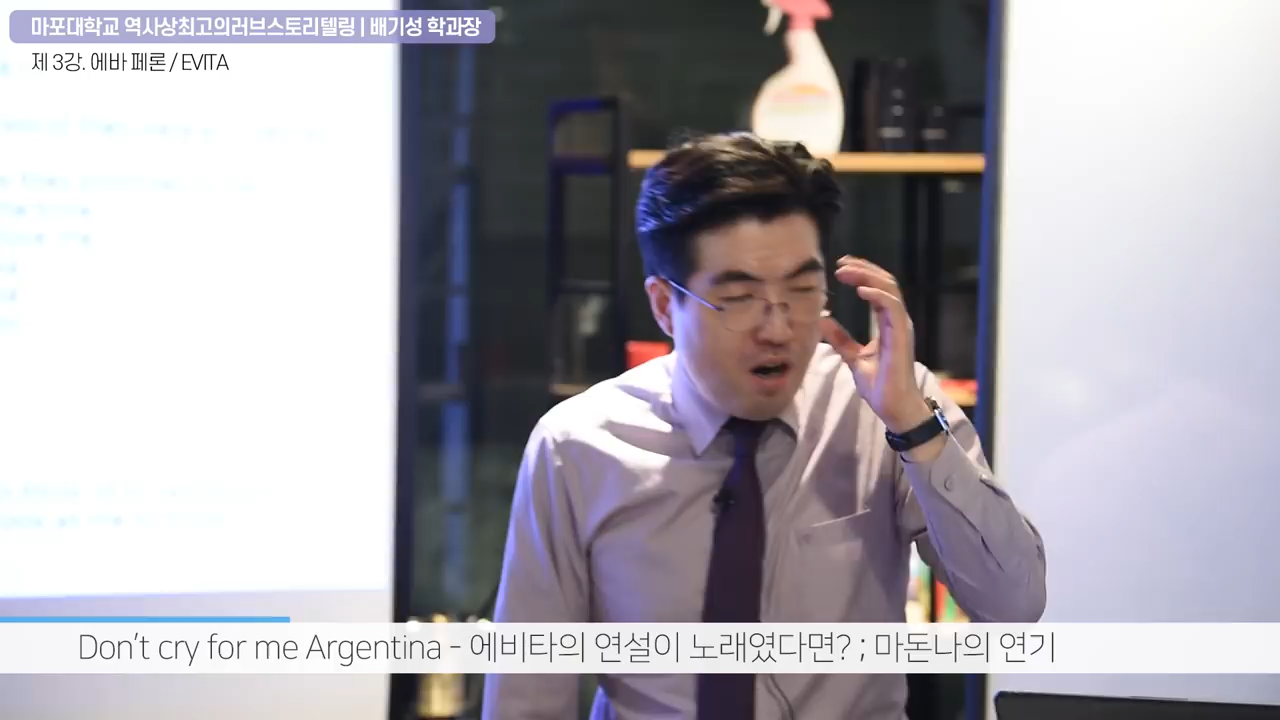 마포대학교 역사상최고의러브스토리텔링 | 배기성 학과장
제 3강. 에바 페론 / EVITA
Don't cry for me Argentina - 에비타의 연설이 노래였다면? ; 마돈나의 연기